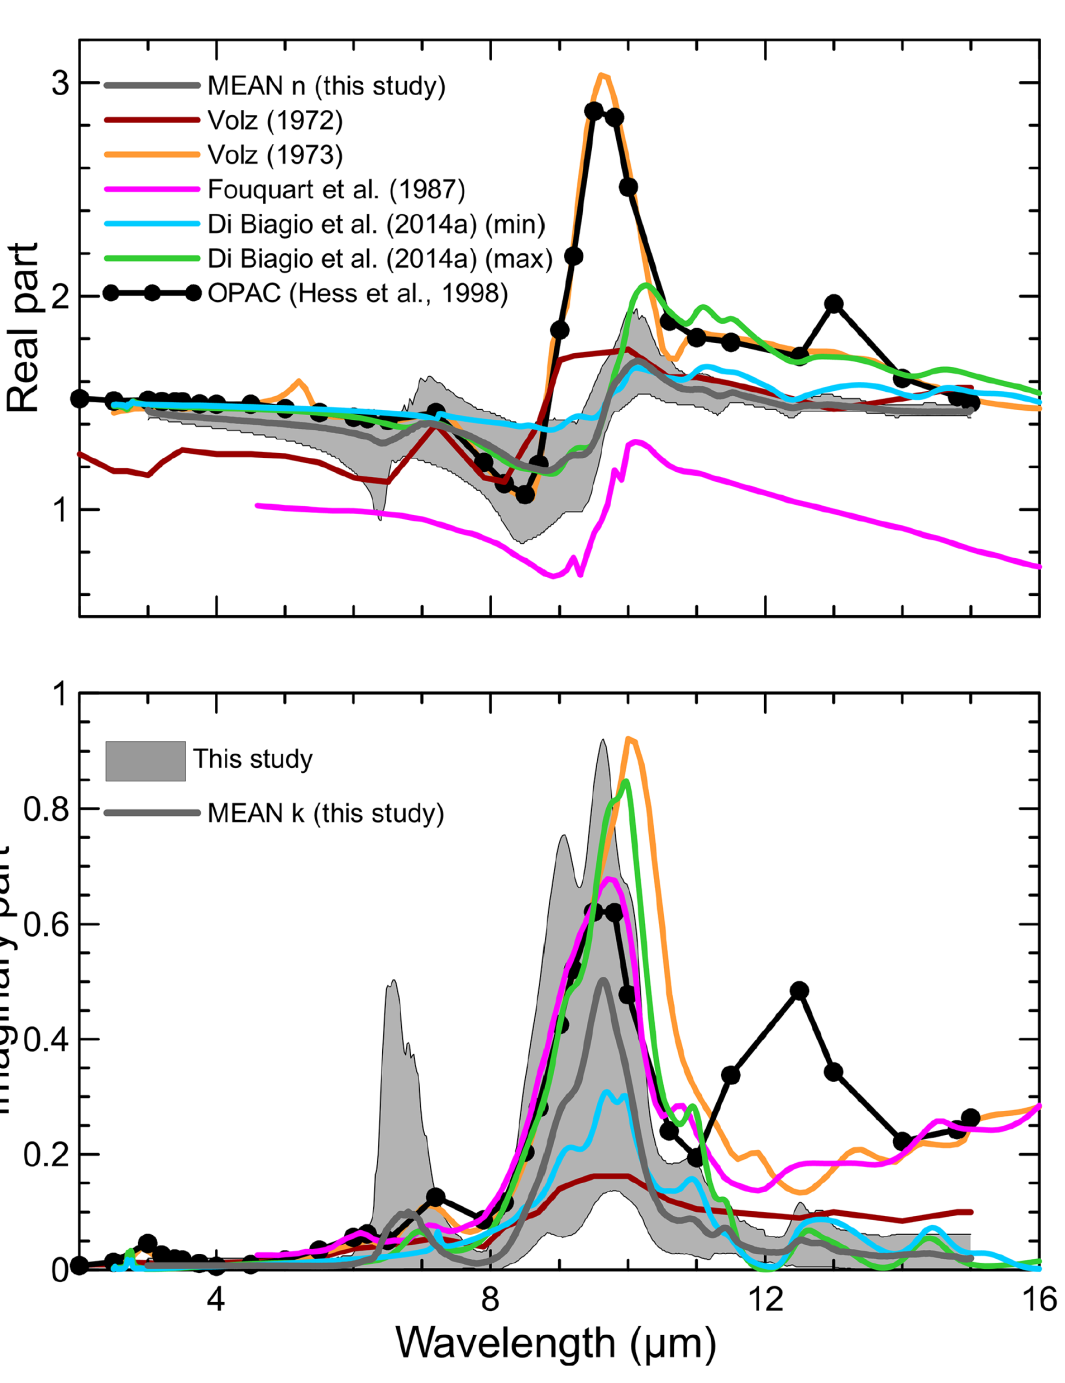 3
2
1
Real part
MEAN n (this study)
Volz (1972)
Volz (1973)
Fouquart et al. (1987)
Di Biagio et al. (2014a) (min)
Di Biagio et al. (2014a) (max)
OPAC (Hess et al., 1998)
1
0.8
0.6
0.4
0.2
0
Imaginary part
This study
MEAN k (this study)
4 8 12 16
Wavelength (µm)